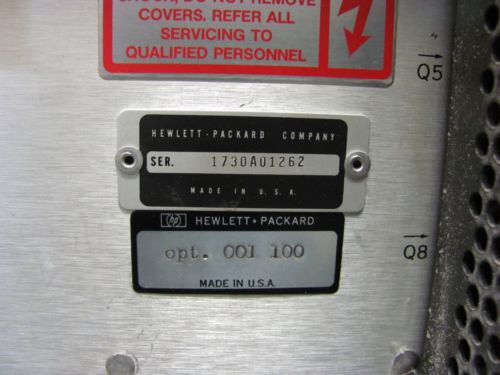 SHOCK, DO NOT REMOVE
COVERS. REFER ALL
SERVICING TO
QUALIFIED PERSONNEL
Q5
HEWLETT·PACKARD COMPANY
SER. 1730A01262
MADE IN U.S.A.
hp HEWLETT·PACKARD
opt. 001 100
MADE IN U.S.A.
Q8